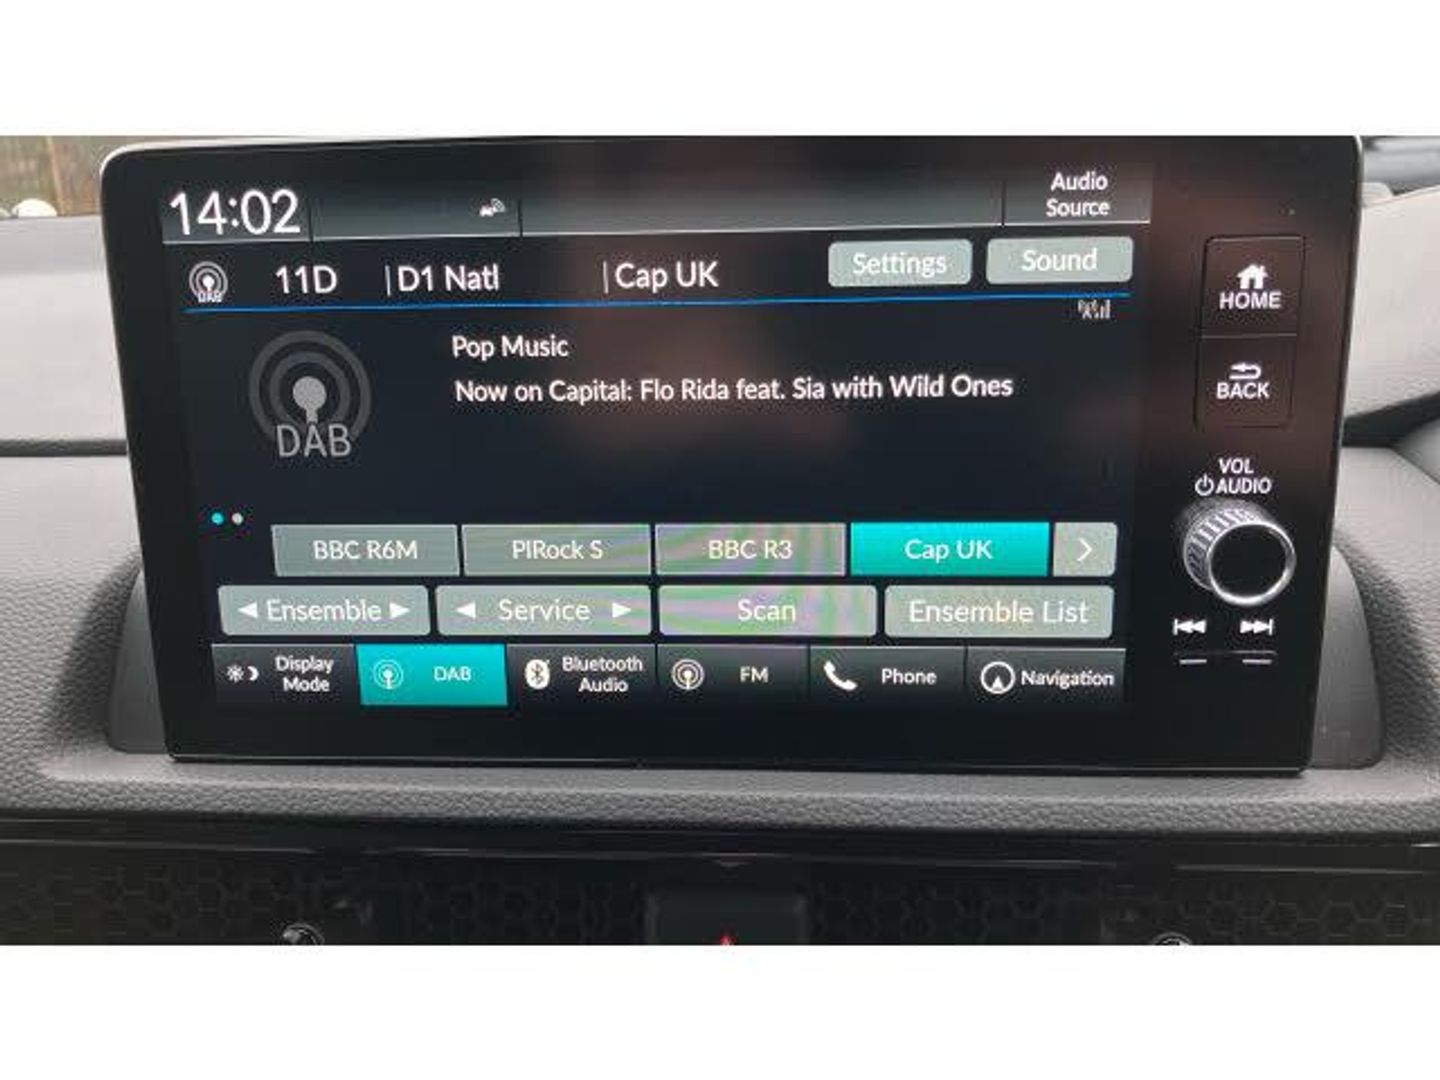 14:02
Audio
Source
DAB
11D
D1 Natl
Cap UK
Settings
Sound
HOME
Pop Music
Now on Capital: Flo Rida feat. Sia with Wild Ones
DAB
BACK
VOL
AUDIO
BBC R6M
PlRock S
BBC R3
Cap UK
Ensemble
Service
Scan
Ensemble List
Display
Mode
DAB
Bluetooth
Audio
FM
Phone
Navigation